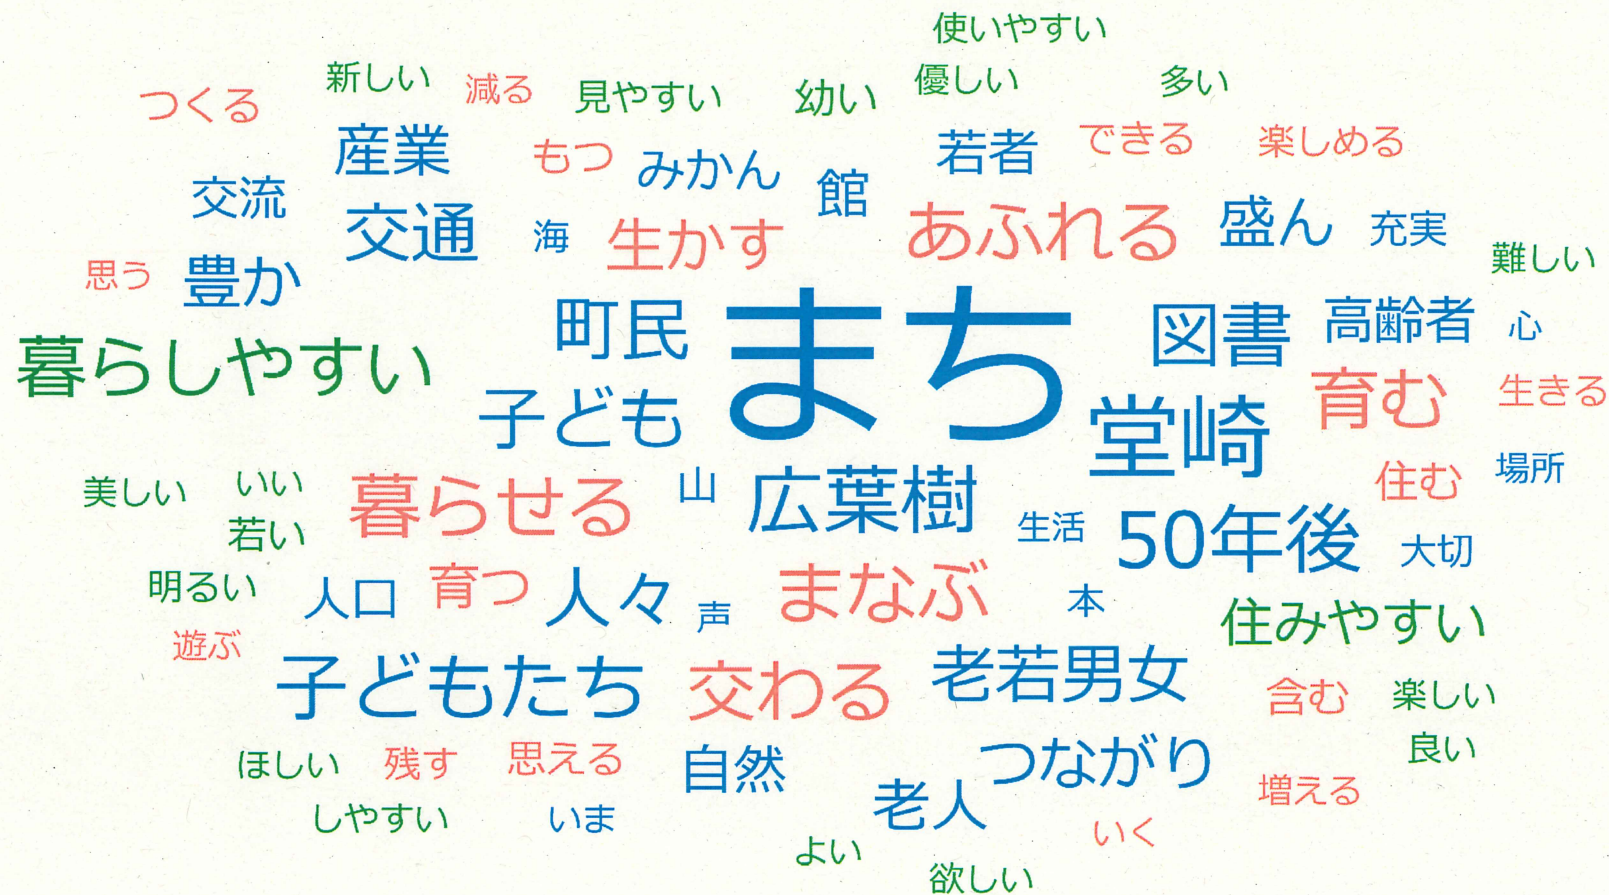 使いやすい
つくる 新しい 減る 見やすい 幼い 優しい 多い
産業 もつ みかん 館 若者 できる 楽しめる
交流 交通 海 生かす あふれる 盛ん 充実
思う 豊か 難しい
暮らしやすい 町民 まち 図書 高齢者 心
子ども 堂崎 育む 生きる
美しい いい 暮らせる 山 広葉樹 住む 場所
若い 生活 50年後 大切
明るい 人口 育つ 人々 声 まなぶ 本 住みやすい
遊ぶ
子どもたち 交わる 老若男女 含む 楽しい
ほしい 残す 思える 自然 つながり 良い
しやすい いま 老人 増える
よい いく
欲しい